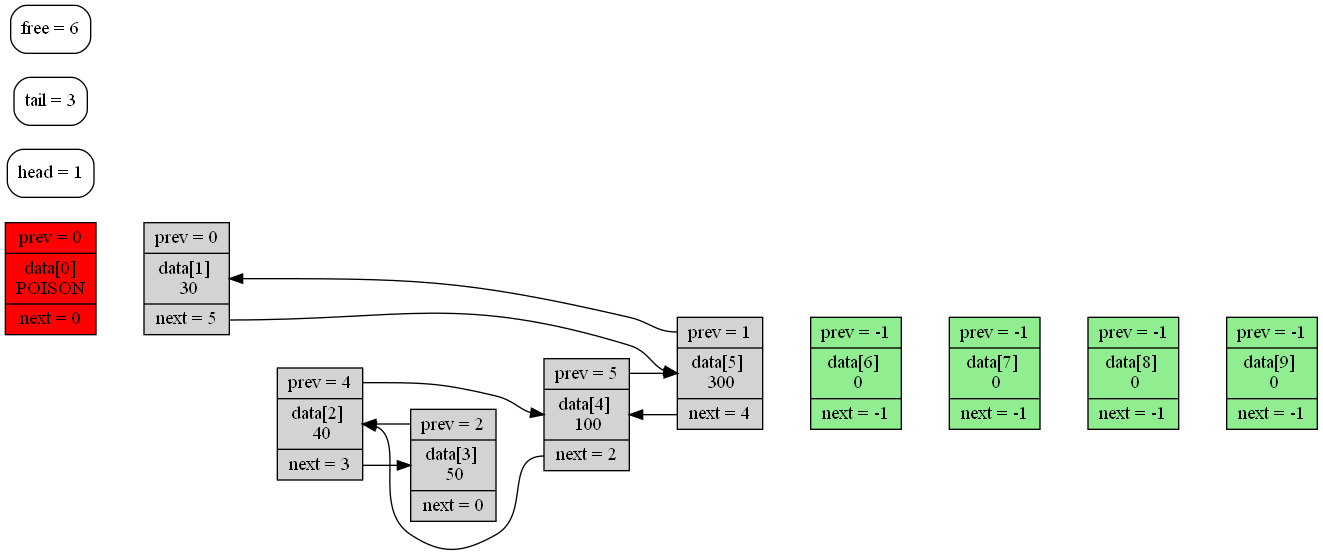 free = 6
tail = 3
head = 1
prev = 0
data[0]
POISON
next = 0
prev = 0
data[1]
30
next = 5
prev = 4
data[2]
40
next = 3
prev = 2
data[3]
50
next = 0
prev = 5
data[4]
100
next = 2
prev = 1
data[5]
300
next = 4
prev = -1
data[6]
0
next = -1
prev = -1
data[7]
0
next = -1
prev = -1
data[8]
0
next = -1
prev = -1
data[9]
0
next = -1